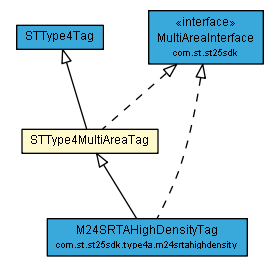 «interface»
STType4Tag
MultiAreaInterface
com.st.st25sdk
STType4MultiAreaTag
M24SRTAHighDensityTag
com.st.st25sdk.type4a.m24srtahighdensity